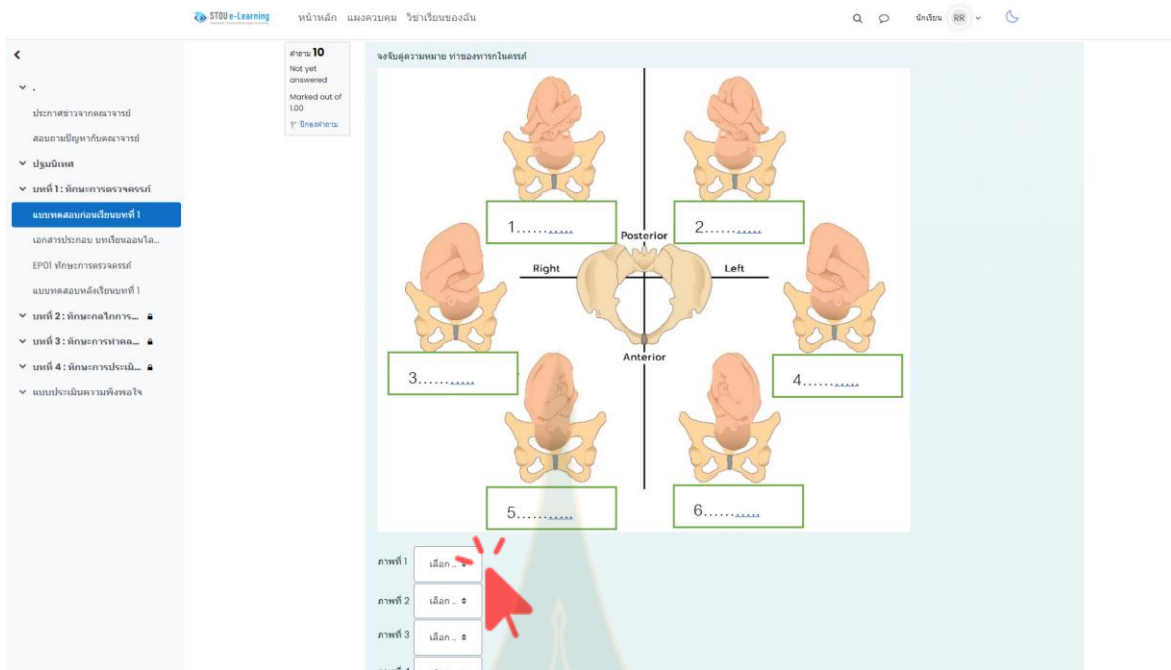 STOU e-Learning
หน้าหลัก แผงควบคุม วิชาเรียนของฉัน
นักเรียน RR
.
ประกาศข่าวจากคณาจารย์
สอบถามปัญหากับคณาจารย์
ปฐมนิเทศ
บทที่ 1 : ทักษะการตรวจครรภ์
แบบทดสอบก่อนเรียนบทที่ 1
เอกสารประกอบ บทเรียนออนไล...
EP01 ทักษะการตรวจครรภ์
แบบทดสอบหลังเรียนบทที่ 1
บทที่ 2 : ทักษะกลไกการ...
บทที่ 3 : ทักษะการทำคล...
บทที่ 4 : ทักษะการประเมิ...
แบบประเมินความพึงพอใจ
คำถาม 10
Not yet
answered
Marked out of
1.00
ปักธงคำถาม
จงจับคู่ความหมาย ท่าของทารกในครรภ์
1...........
2...........
Posterior
Right
Left
Anterior
3...........
4...........
5...........
6...........
ภาพที่ 1 เลือก ..
ภาพที่ 2 เลือก ..
ภาพที่ 3 เลือก ..